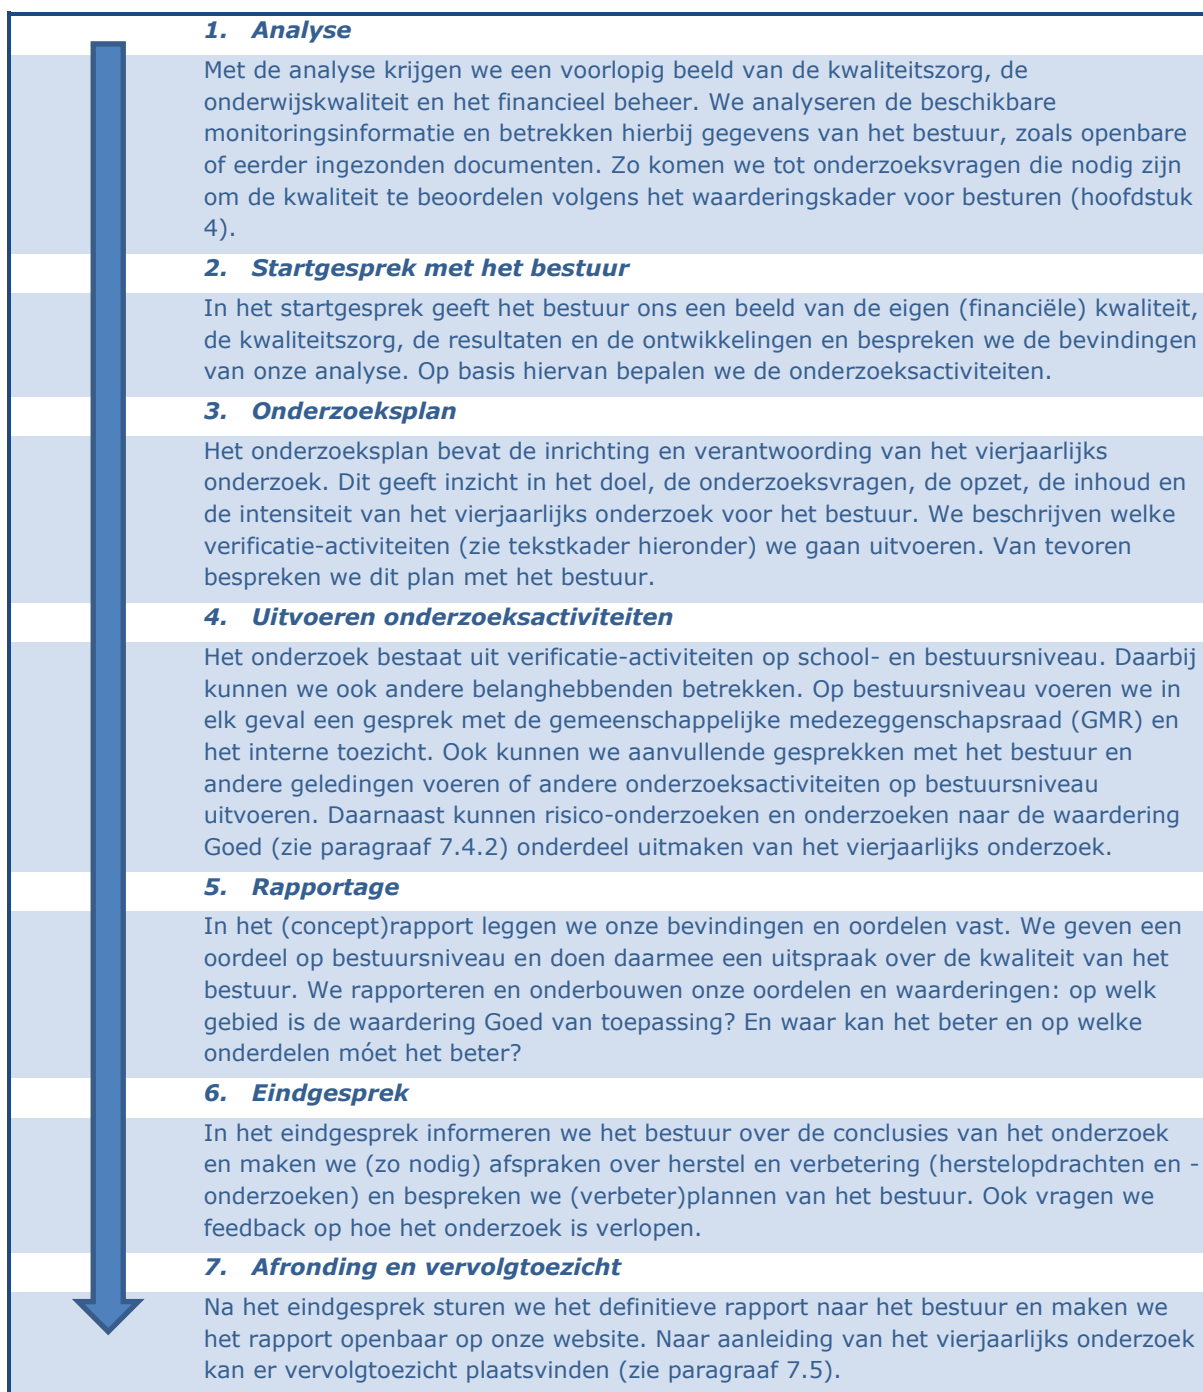 1. Analyse
Met de analyse krijgen we een voorlopig beeld van de kwaliteitszorg, de
onderwijskwaliteit en het financieel beheer. We analyseren de beschikbare
monitoringsinformatie en betrekken hierbij gegevens van het bestuur, zoals openbare
of eerder ingezonden documenten. Zo komen we tot onderzoeksvragen die nodig zijn
om de kwaliteit te beoordelen volgens het waarderingskader voor besturen (hoofdstuk
4).
2. Startgesprek met het bestuur
In het startgesprek geeft het bestuur ons een beeld van de eigen (financiële) kwaliteit,
de kwaliteitszorg, de resultaten en de ontwikkelingen en bespreken we de bevindingen
van onze analyse. Op basis hiervan bepalen we de onderzoeksactiviteiten.
3. Onderzoeksplan
Het onderzoeksplan bevat de inrichting en verantwoording van het vierjaarlijks
onderzoek. Dit geeft inzicht in het doel, de onderzoeksvragen, de opzet, de inhoud en
de intensiteit van het vierjaarlijks onderzoek voor het bestuur. We beschrijven welke
verificatie-activiteiten (zie tekstkader hieronder) we gaan uitvoeren. Van tevoren
bespreken we dit plan met het bestuur.
4. Uitvoeren onderzoeksactiviteiten
Het onderzoek bestaat uit verificatie-activiteiten op school- en bestuursniveau. Daarbij
kunnen we ook andere belanghebbenden betrekken. Op bestuursniveau voeren we in
elk geval een gesprek met de gemeenschappelijke medezeggenschapsraad (GMR) en
het interne toezicht. Ook kunnen we aanvullende gesprekken met het bestuur en
andere geledingen voeren of andere onderzoeksactiviteiten op bestuursniveau
uitvoeren. Daarnaast kunnen risico-onderzoeken en onderzoeken naar de waardering
Goed (zie paragraaf 7.4.2) onderdeel uitmaken van het vierjaarlijks onderzoek.
5. Rapportage
In het (concept)rapport leggen we onze bevindingen en oordelen vast. We geven een
oordeel op bestuursniveau en doen daarmee een uitspraak over de kwaliteit van het
bestuur. We rapporteren en onderbouwen onze oordelen en waarderingen: op welk
gebied is de waardering Goed van toepassing? En waar kan het beter en op welke
onderdelen móet het beter?
6. Eindgesprek
In het eindgesprek informeren we het bestuur over de conclusies van het onderzoek
en maken we (zo nodig) afspraken over herstel en verbetering (herstelopdrachten en -
onderzoeken) en bespreken we (verbeter)plannen van het bestuur. Ook vragen we
feedback op hoe het onderzoek is verlopen.
7. Afronding en vervolgtoezicht
Na het eindgesprek sturen we het definitieve rapport naar het bestuur en maken we
het rapport openbaar op onze website. Naar aanleiding van het vierjaarlijks onderzoek
kan er vervolgtoezicht plaatsvinden (zie paragraaf 7.5).